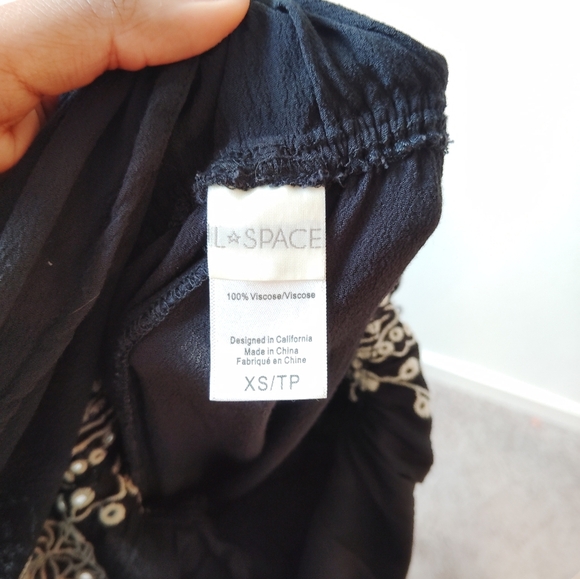 L☆SPACE
100% Viscose/Viscose
Designed in California
Made in China
Fabriqué en Chine
XS/TP